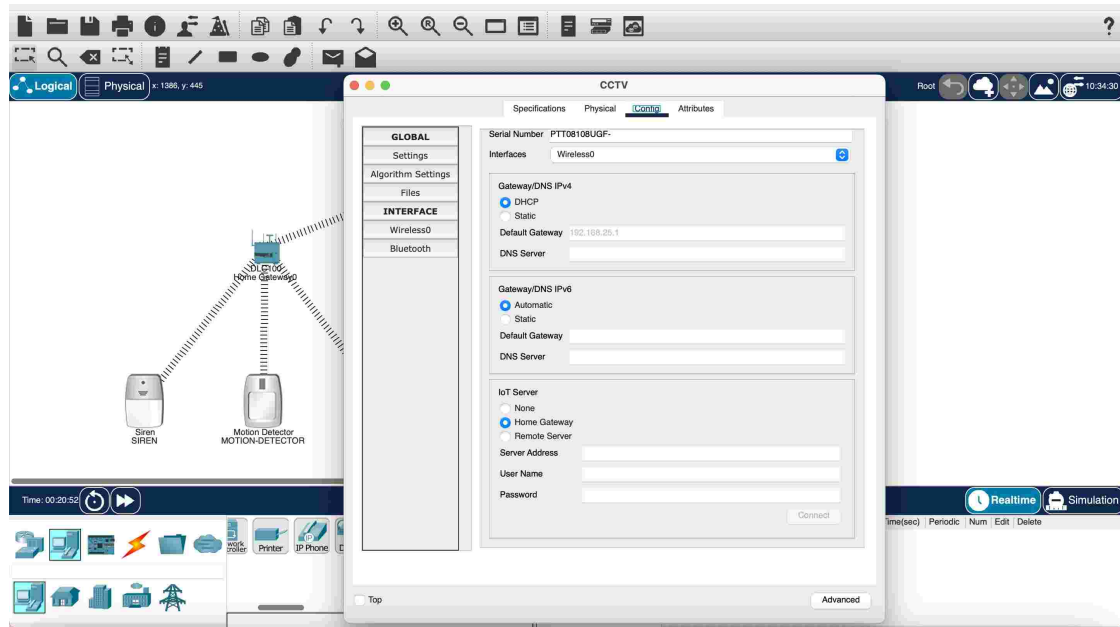 ?
Logical
Physical
x: 1386, y: 445
Root
10:34:30
CCTV
Specifications
Physical
Config
Attributes
GLOBAL
Settings
Algorithm Settings
Files
INTERFACE
Wireless0
Bluetooth
Serial Number PTT08108UGF-
Interfaces Wireless0
Gateway/DNS IPv4
DHCP
Static
Default Gateway 192.168.25.1
DNS Server
Gateway/DNS IPv6
Automatic
Static
Default Gateway
DNS Server
IoT Server
None
Home Gateway
Remote Server
Server Address
User Name
Password
Connect
Top
Advanced
DLC100
Home Gateway0
Siren
SIREN
Motion Detector
MOTION-DETECTOR
Time: 00:20:52
Realtime
Simulation
Time(sec) Periodic Num Edit Delete
Printer
IP Phone